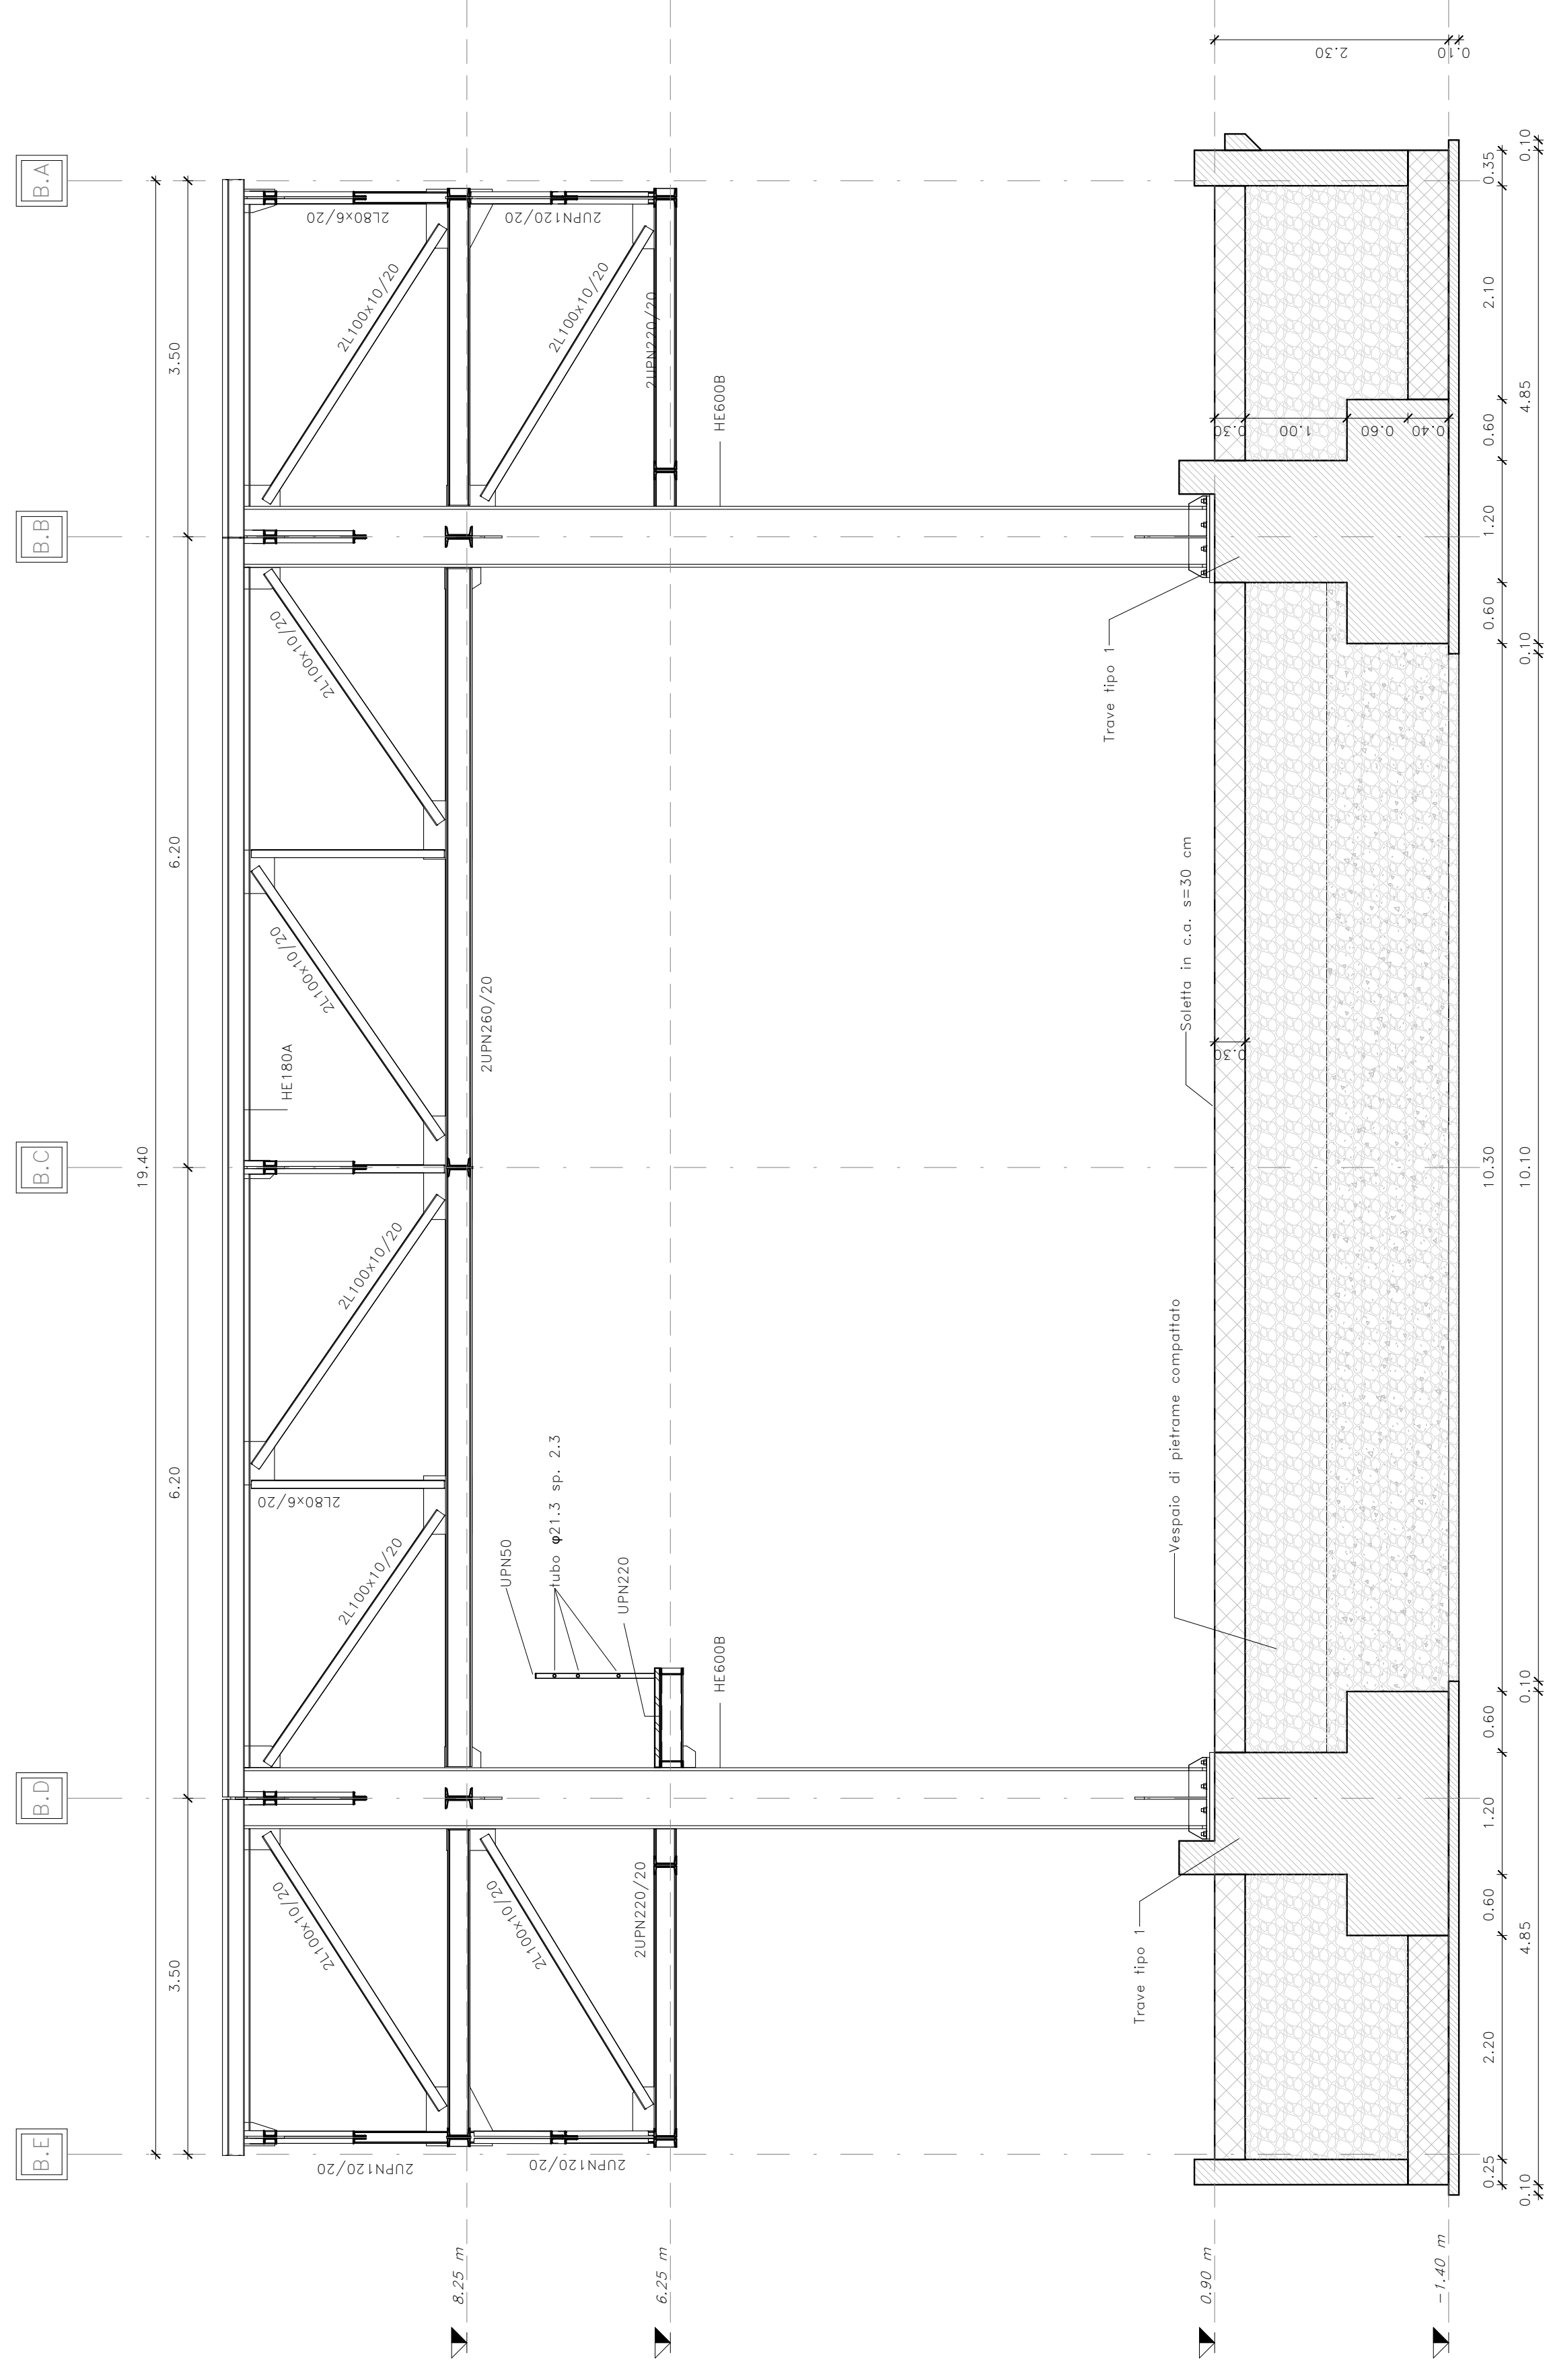 B.E
B.D
B.C
B.B
B.A
19.40
3.50
6.20
6.20
3.50
2L100x10/20
2L100x10/20
2L80x6/20
2L100x10/20
HE180A
2L100x10/20
2L100x10/20
2L100x10/20
2L80x6/20
2UPN120/20
8.25 m
2UPN260/20
2L100x10/20
UPN50
tubo φ21.3 sp. 2.3
UPN220
2L100x10/20
2UPN120/20
2UPN120/20
2UPN220/20
2UPN220/20
6.25 m
HE600B
HE600B
Trave tipo 1
Trave tipo 1
Vespaio di pietrame compattato
Soletta in c.a. s=30 cm
0.90 m
0.30
0.30
1.00
0.60
0.40
2.30
0.10
−1.40 m
0.25
2.20
0.60
1.20
0.60
10.30
0.60
1.20
0.60
2.10
0.35
0.10
4.85
0.10
10.10
0.10
4.85
0.10